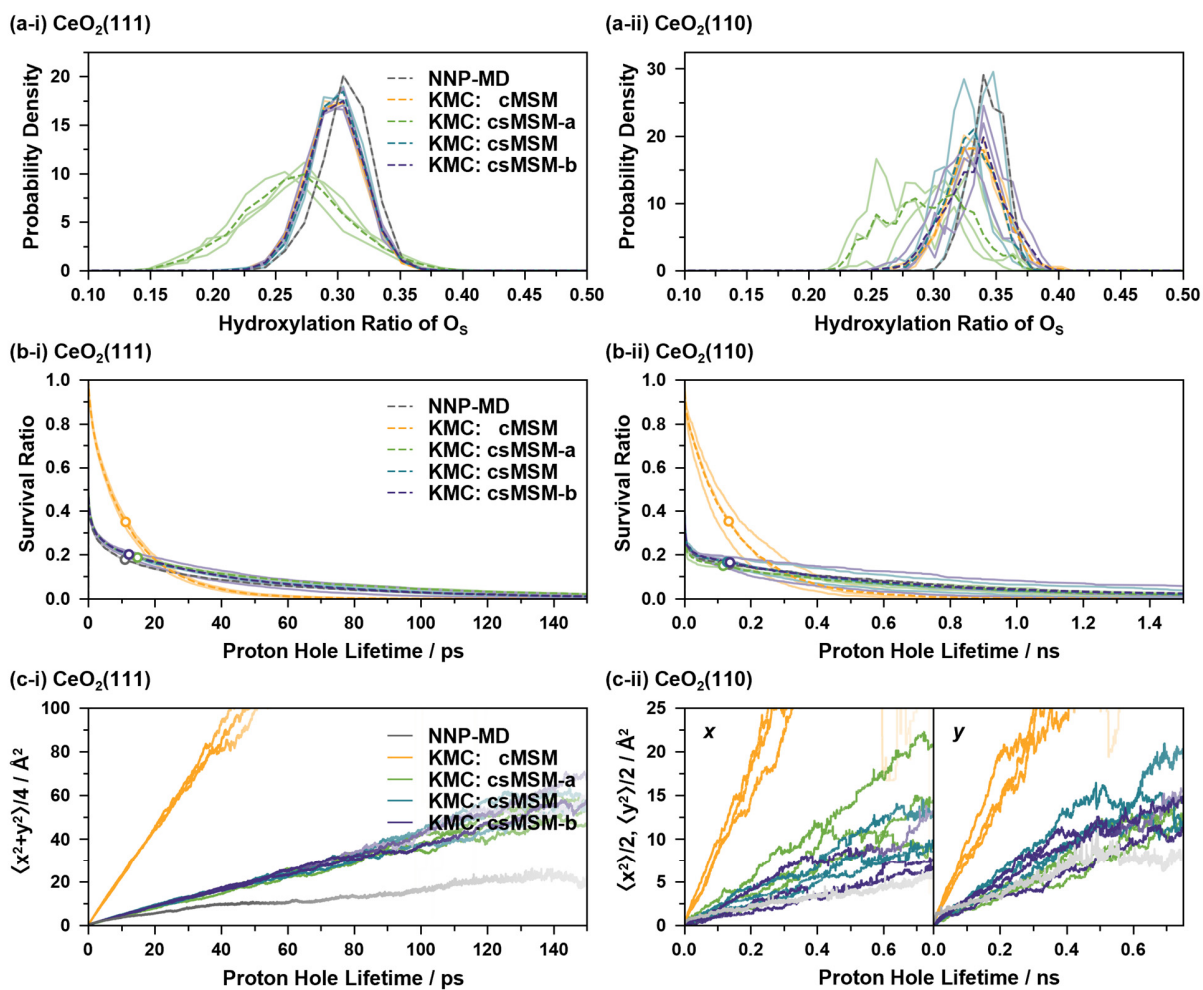 (a-i) CeO₂(111)
(a-ii) CeO₂(110)
Probability Density
20
15
10
5
0
0.10 0.15 0.20 0.25 0.30 0.35 0.40 0.45 0.50
Hydroxylation Ratio of Oₛ
NNP-MD
KMC: cMSM
KMC: csMSM-a
KMC: csMSM
KMC: csMSM-b
Probability Density
30
20
10
0
0.10 0.15 0.20 0.25 0.30 0.35 0.40 0.45 0.50
Hydroxylation Ratio of Oₛ
(b-i) CeO₂(111)
(b-ii) CeO₂(110)
Survival Ratio
1.0
0.8
0.6
0.4
0.2
0.0
0 20 40 60 80 100 120 140
Proton Hole Lifetime / ps
NNP-MD
KMC: cMSM
KMC: csMSM-a
KMC: csMSM
KMC: csMSM-b
Survival Ratio
1.0
0.8
0.6
0.4
0.2
0.0
0.0 0.2 0.4 0.6 0.8 1.0 1.2 1.4
Proton Hole Lifetime / ns
(c-i) CeO₂(111)
(c-ii) CeO₂(110)
⟨x²+y²⟩/4 / Å²
100
80
60
40
20
0
0 20 40 60 80 100 120 140
Proton Hole Lifetime / ps
NNP-MD
KMC: cMSM
KMC: csMSM-a
KMC: csMSM
KMC: csMSM-b
⟨x²⟩/2, ⟨y²⟩/2 / Å²
25
20
15
10
5
0
x
y
0.0 0.2 0.4 0.6 0.0 0.2 0.4 0.6
Proton Hole Lifetime / ns